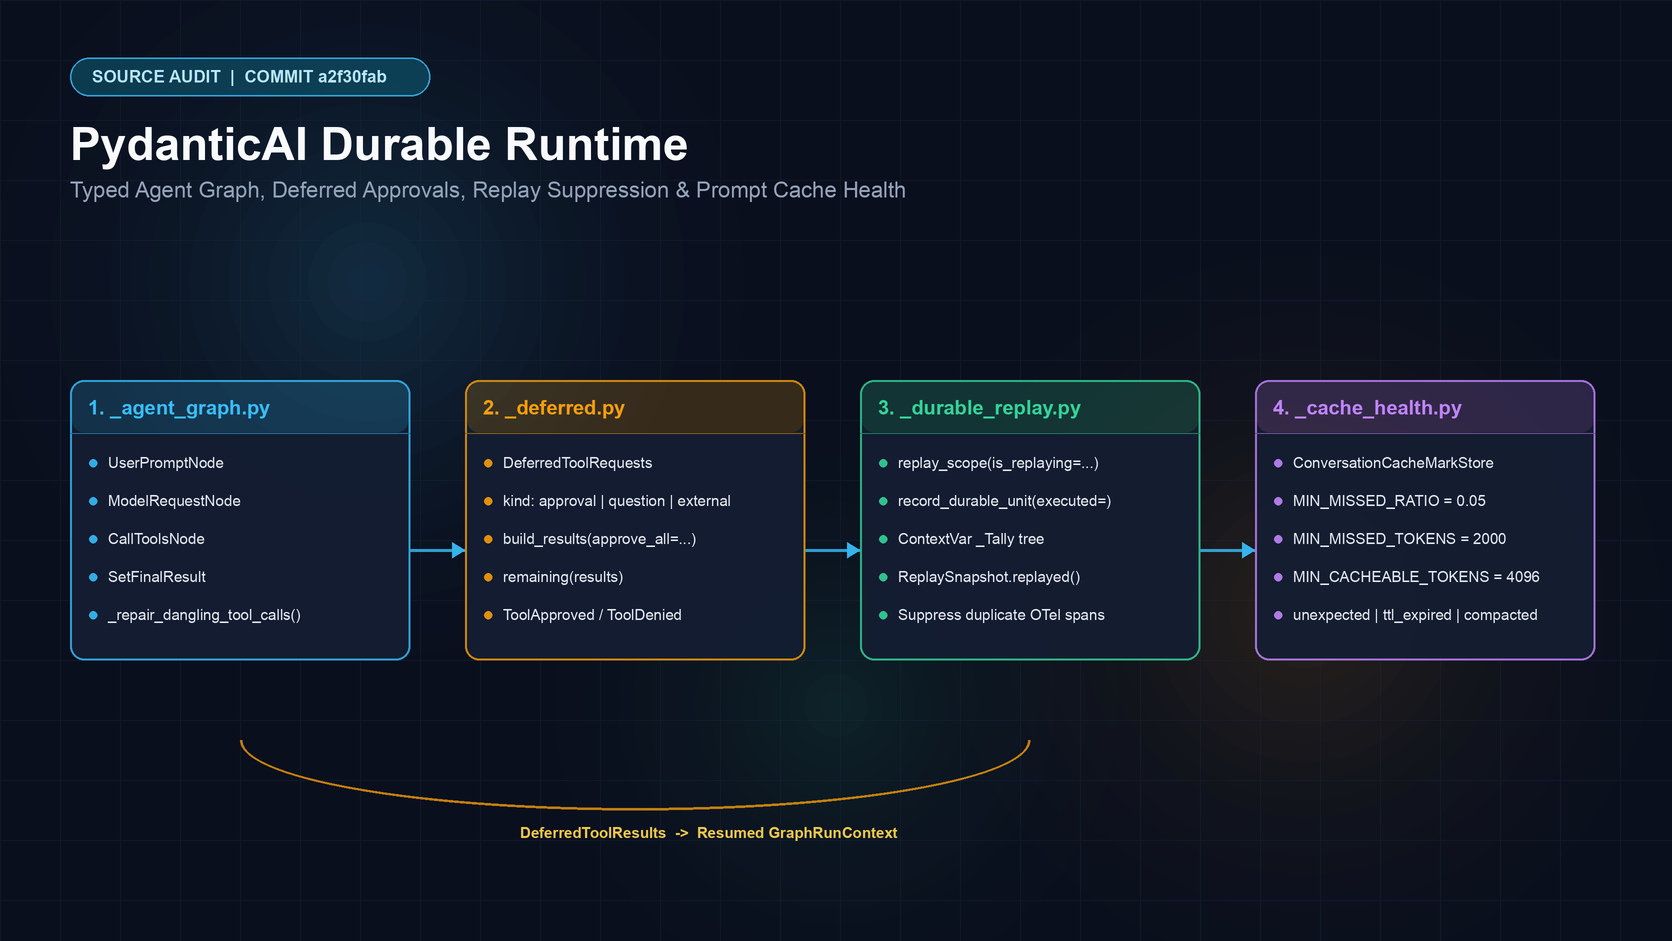 SOURCE AUDIT | COMMIT a2f30fab
PydanticAI Durable Runtime
Typed Agent Graph, Deferred Approvals, Replay Suppression & Prompt Cache Health
1. _agent_graph.py
UserPromptNode
ModelRequestNode
CallToolsNode
SetFinalResult
_repair_dangling_tool_calls()
2. _deferred.py
DeferredToolRequests
kind: approval | question | external
build_results(approve_all=...)
remaining(results)
ToolApproved / ToolDenied
3. _durable_replay.py
replay_scope(is_replaying=...)
record_durable_unit(executed=)
ContextVar _Tally tree
ReplaySnapshot.replayed()
Suppress duplicate OTel spans
4. _cache_health.py
ConversationCacheMarkStore
MIN_MISSED_RATIO = 0.05
MIN_MISSED_TOKENS = 2000
MIN_CACHEABLE_TOKENS = 4096
unexpected | ttl_expired | compacted
DeferredToolResults -> Resumed GraphRunContext